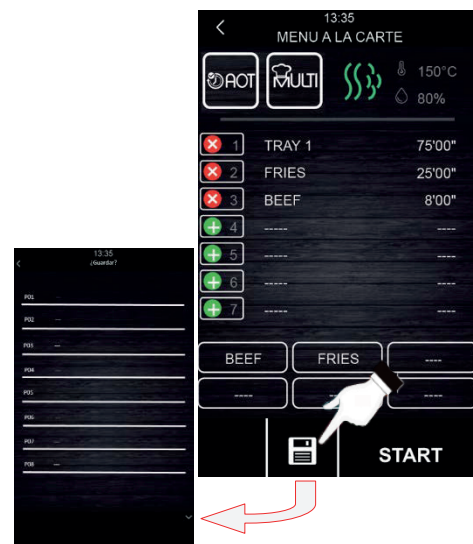 13:35
MENU A LA CARTE
AOT
MULTI
150°C
80%
1 TRAY 1 75'00"
2 FRIES 25'00"
3 BEEF 8'00"
4 ----- ----
5 ----- ----
6 ----- ----
7 ----- ----
BEEF FRIES ----
---- ----
START
13:35
¿Guardar?
P01 ---
P02 ---
P03 ---
P04 ---
P05 ---
P06 ---
P07 ---
P08 ---